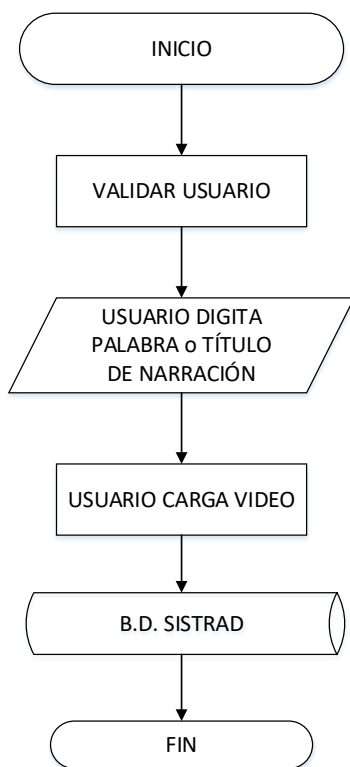 INICIO
VALIDAR USUARIO
USUARIO DIGITA
PALABRA o TÍTULO
DE NARRACIÓN
USUARIO CARGA VIDEO
B.D. SISTRAD
FIN